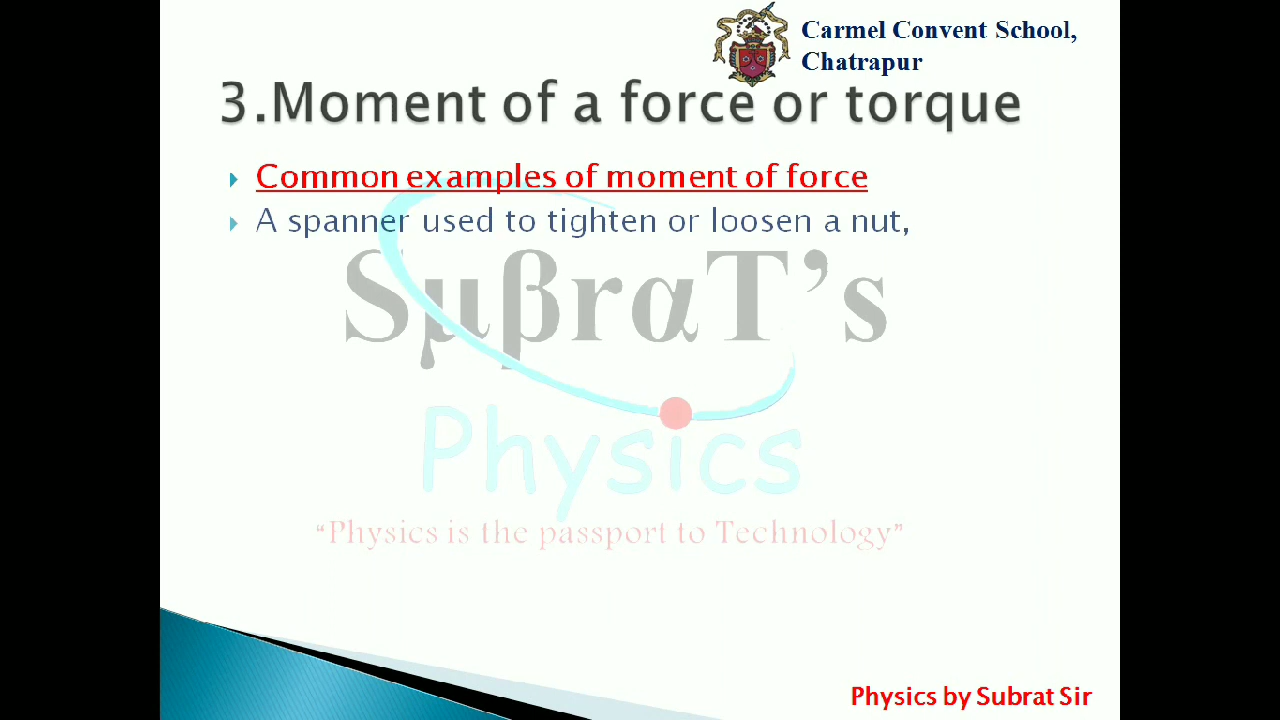 Carmel Convent School,
Chatrapur
3.Moment of a force or torque
Common examples of moment of force
A spanner used to tighten or loosen a nut,
SµβrαT’s
Physics
“Physics is the passport to Technology”
Physics by Subrat Sir